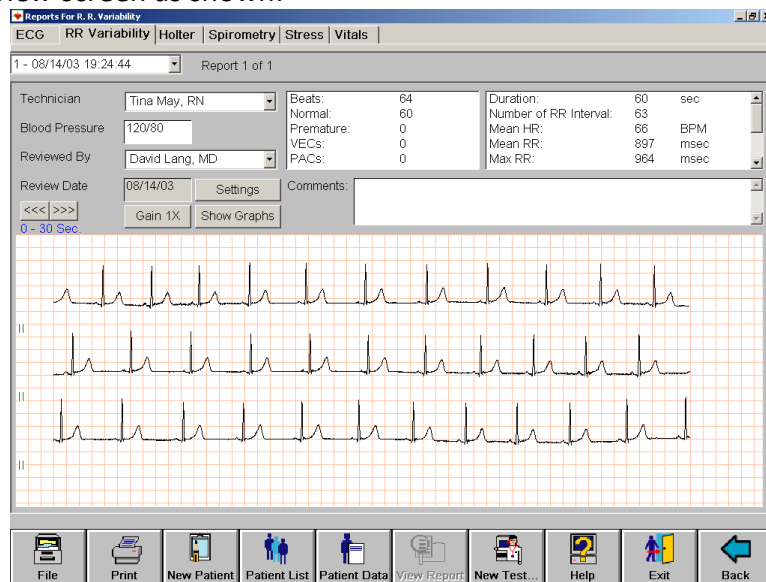 Reports For R. R. Variability
ECG RR Variability Holter Spirometry Stress Vitals
1 - 08/14/03 19:24:44 Report 1 of 1
Technician Tina May, RN
Blood Pressure 120/80
Reviewed By David Lang, MD
Review Date 08/14/03 Settings
<<< >>> Gain 1X Show Graphs
0 - 30 Sec.
Beats: 64
Normal: 60
Premature: 0
VECs: 0
PACs: 0
Duration: 60 sec
Number of RR Interval: 63
Mean HR: 66 BPM
Mean RR: 897 msec
Max RR: 964 msec
Comments:
II
II
II
File Print New Patient Patient List Patient Data View Report New Test... Help Exit Back